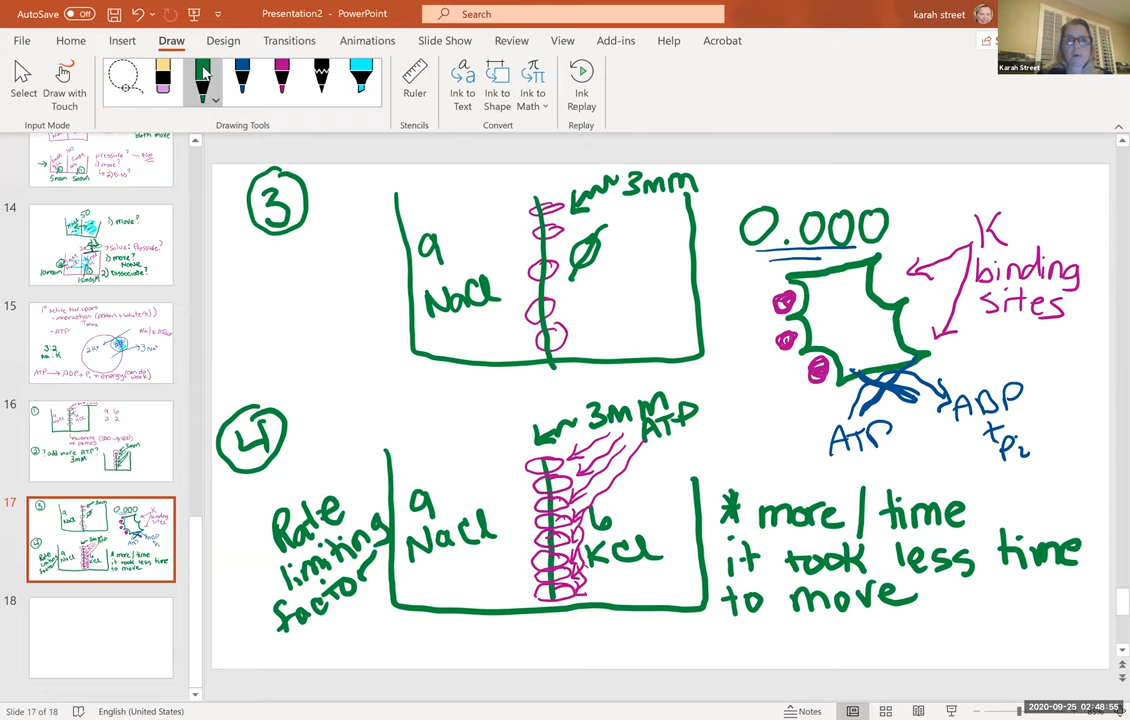 AutoSave Off
Presentation2 - PowerPoint
Search
karah street
File Home Insert Draw Design Transitions Animations Slide Show Review View Add-ins Help Acrobat
Karah Street
Select
Draw with Touch
Ruler
Ink to Text
Ink to Shape
Ink to Math
Ink Replay
Input Mode
Drawing Tools
Stencils
Convert
Replay
14
15
16
17
18
3
3mm
9
NaCl
Ø
0.000
K
binding
sites
ATP
ADP
+
Pi
4
3mM
ATP
Rate
limiting
factor
9
NaCl
6
KCl
* more/time
it took less time
to move
Slide 17 of 18
English (United States)
Notes
2020-09-25 02:48:55